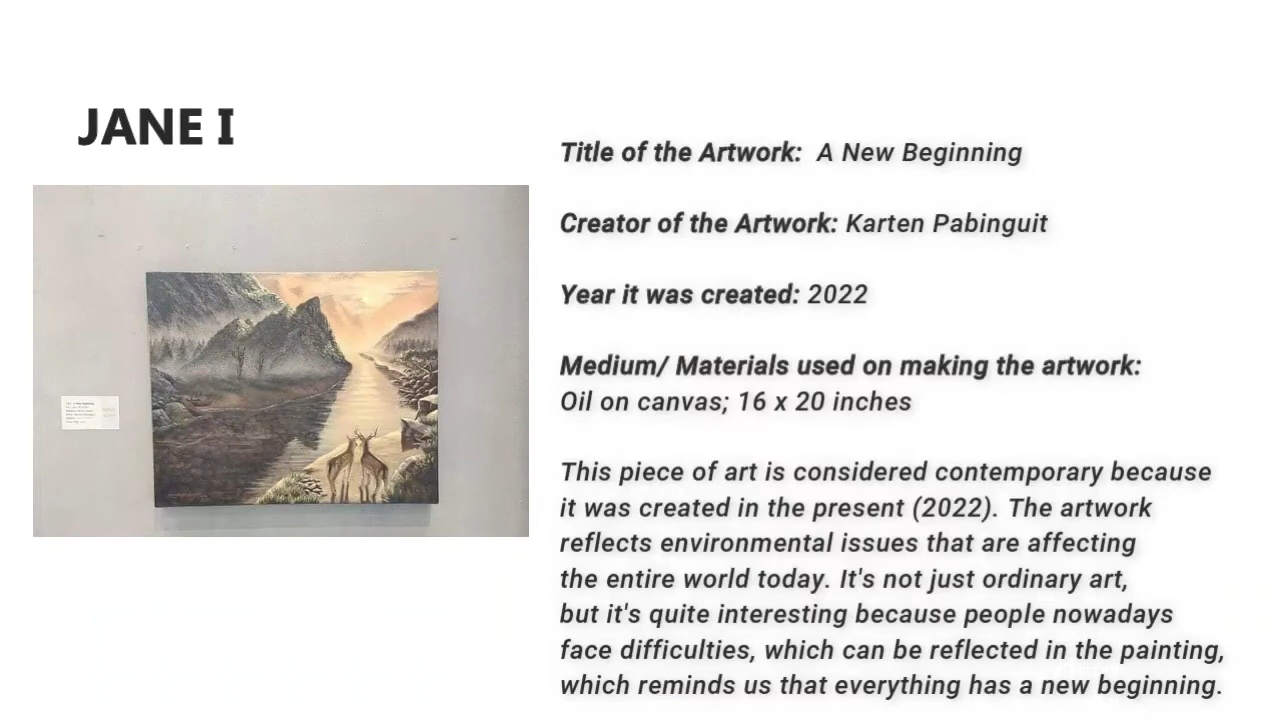 JANE I
Title of the Artwork: A New Beginning
Creator of the Artwork: Karten Pabinguit
Year it was created: 2022
Medium/ Materials used on making the artwork:
Oil on canvas; 16 x 20 inches
This piece of art is considered contemporary because
it was created in the present (2022). The artwork
reflects environmental issues that are affecting
the entire world today. It's not just ordinary art,
but it's quite interesting because people nowadays
face difficulties, which can be reflected in the painting,
which reminds us that everything has a new beginning.